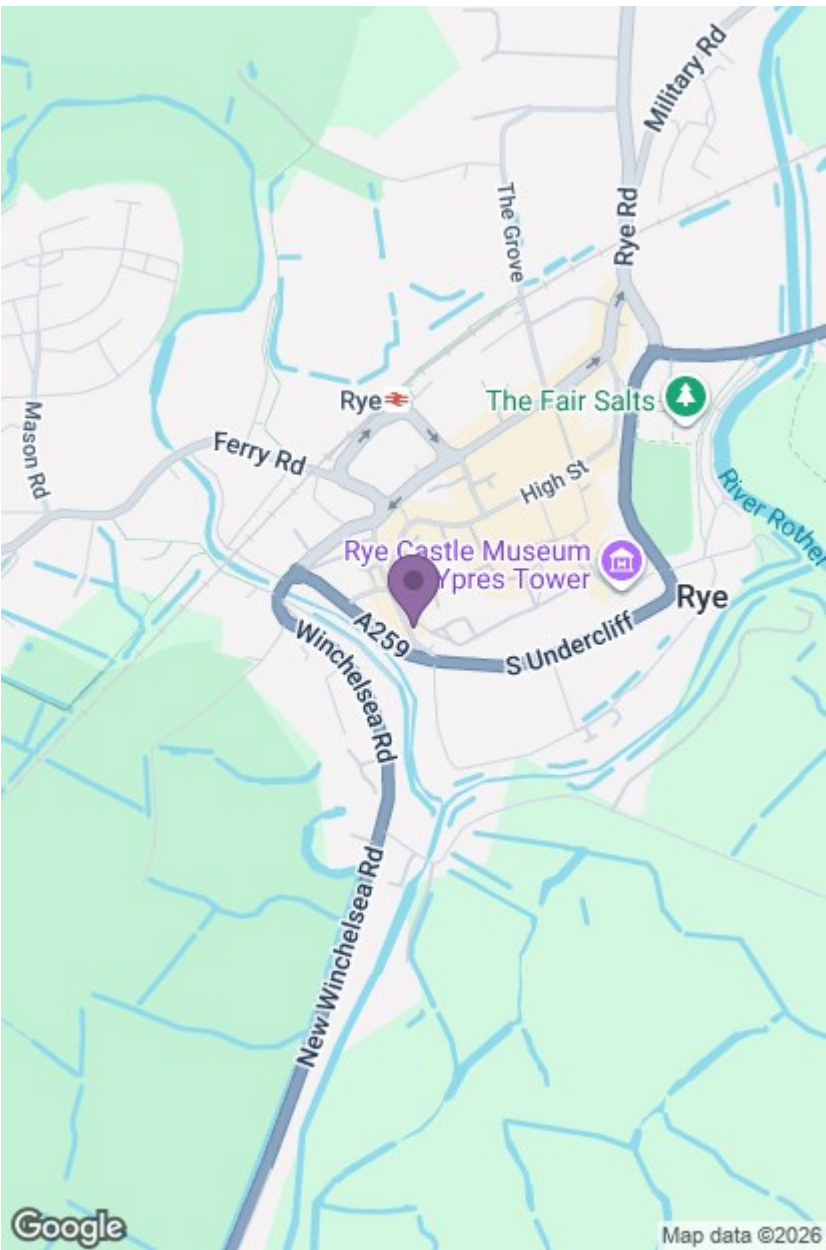 Military Rd
The Grove
Rye Rd
Rye
The Fair Salts
Mason Rd
Ferry Rd
High St
River Rother
Rye Castle Museum
Ypres Tower
Rye
A259
S Undercliff
Winchelsea Rd
New Winchelsea Rd
Google
Map data ©2026